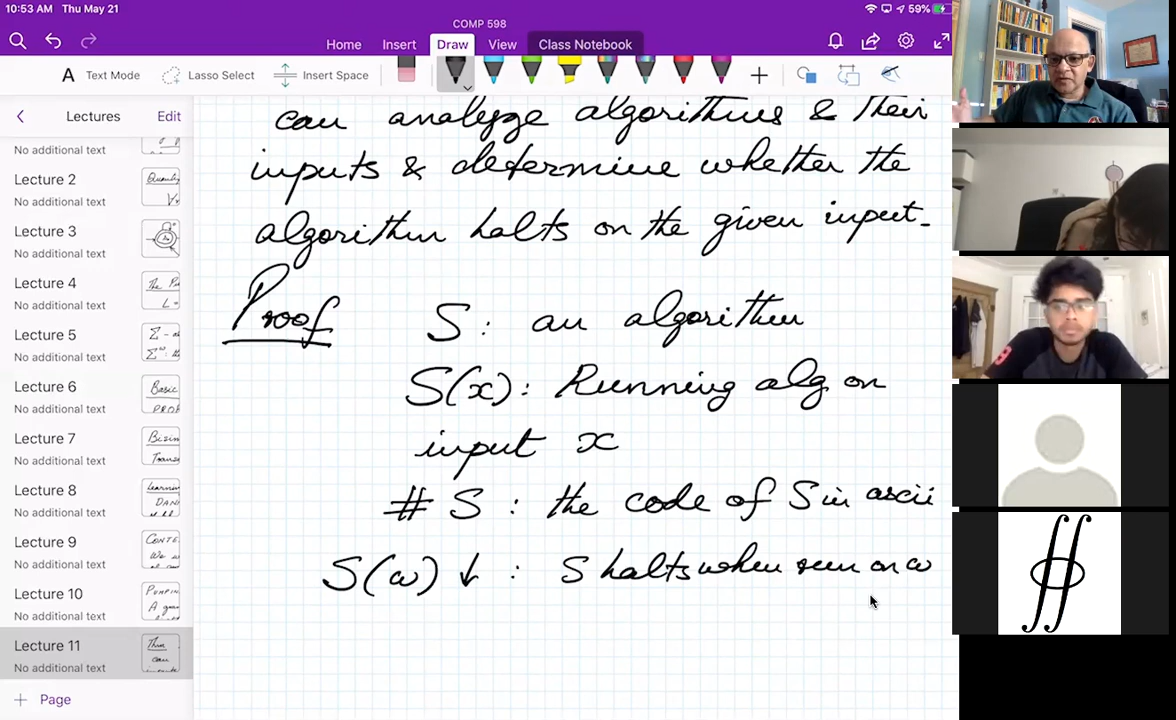 10:53 AM Thu May 21
59%
COMP 598
Home Insert Draw View Class Notebook
A Text Mode Lasso Select Insert Space
Lectures Edit
No additional text
Lecture 2
No additional text
Lecture 3
No additional text
Lecture 4
No additional text
Lecture 5
No additional text
Lecture 6
No additional text
Lecture 7
No additional text
Lecture 8
No additional text
Lecture 9
No additional text
Lecture 10
No additional text
Lecture 11
No additional text
+ Page
can analyze algorithms & their
inputs & determine whether the
algorithm halts on the given input.
Proof S: an algorithm
S(x): Running alg on
input x
# S : the code of S in ascii
S(w) ↓ : S halts when run on w
∯